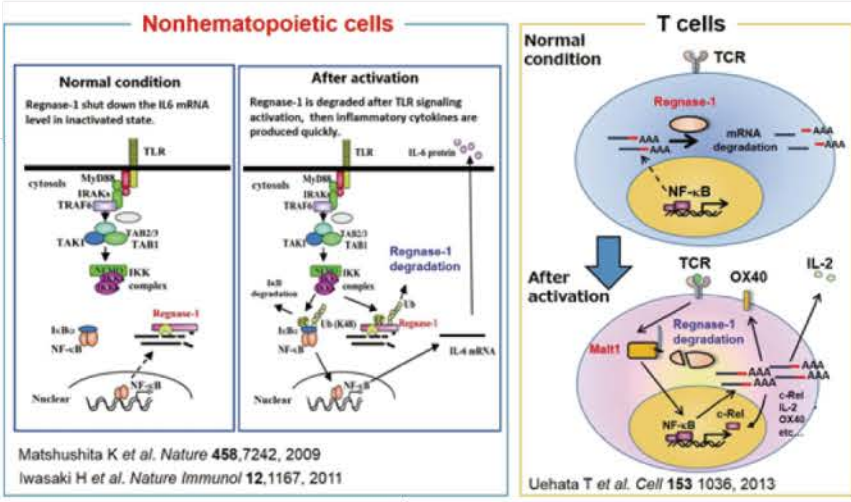 Nonhematopoietic cells
Normal condition
Regnase-1 shut down the IL6 mRNA
level in inactivated state.
TLR
MyD88
cytosols
IRAKs
TRAF6
TAB2/3
TAK1
TAB1
NEMO
IKK
complex
Regnase-1
IκBα
NF-κB
NF-κB
Nuclear
After activation
Regnase-1 is degraded after TLR signaling
activation, then inflammatory cytokines are
produced quickly.
TLR
IL-6 protein
MyD88
cytosols
IRAKs
TRAF6
TAB2/3
TAK1
TAB1
Regnase-1
degradation
NEMO
IKK
complex
IκB
degradation
Ub
Ub (K48)
IκBα
Regnase-1
NF-κB
IL-6 mRNA
NF-κB
Nuclear
Matshushita K et al. Nature 458,7242, 2009
Iwasaki H et al. Nature Immunol 12,1167, 2011
T cells
Normal
condition
TCR
Regnase-1
AAA
AAA
mRNA
degradation
AAA
AAA
NF-κB
After
activation
TCR
OX40
IL-2
Regnase-1
degradation
Malt1
AAA
AAA
AAA
AAA
NF-κB
c-Rel
c-Rel
IL-2
OX40
etc...
Uehata T et al. Cell 153 1036, 2013